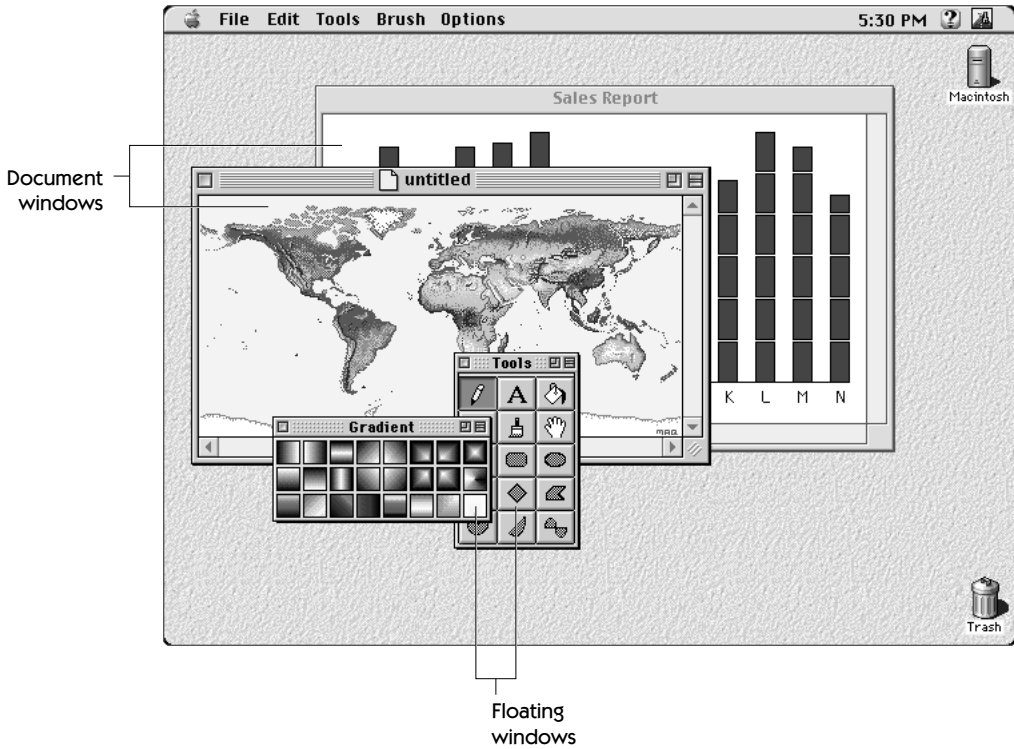 File Edit Tools Brush Options 5:30 PM
Macintosh
Sales Report
Document
windows
untitled
Tools
A
K L M N
Gradient
Trash
Floating
windows